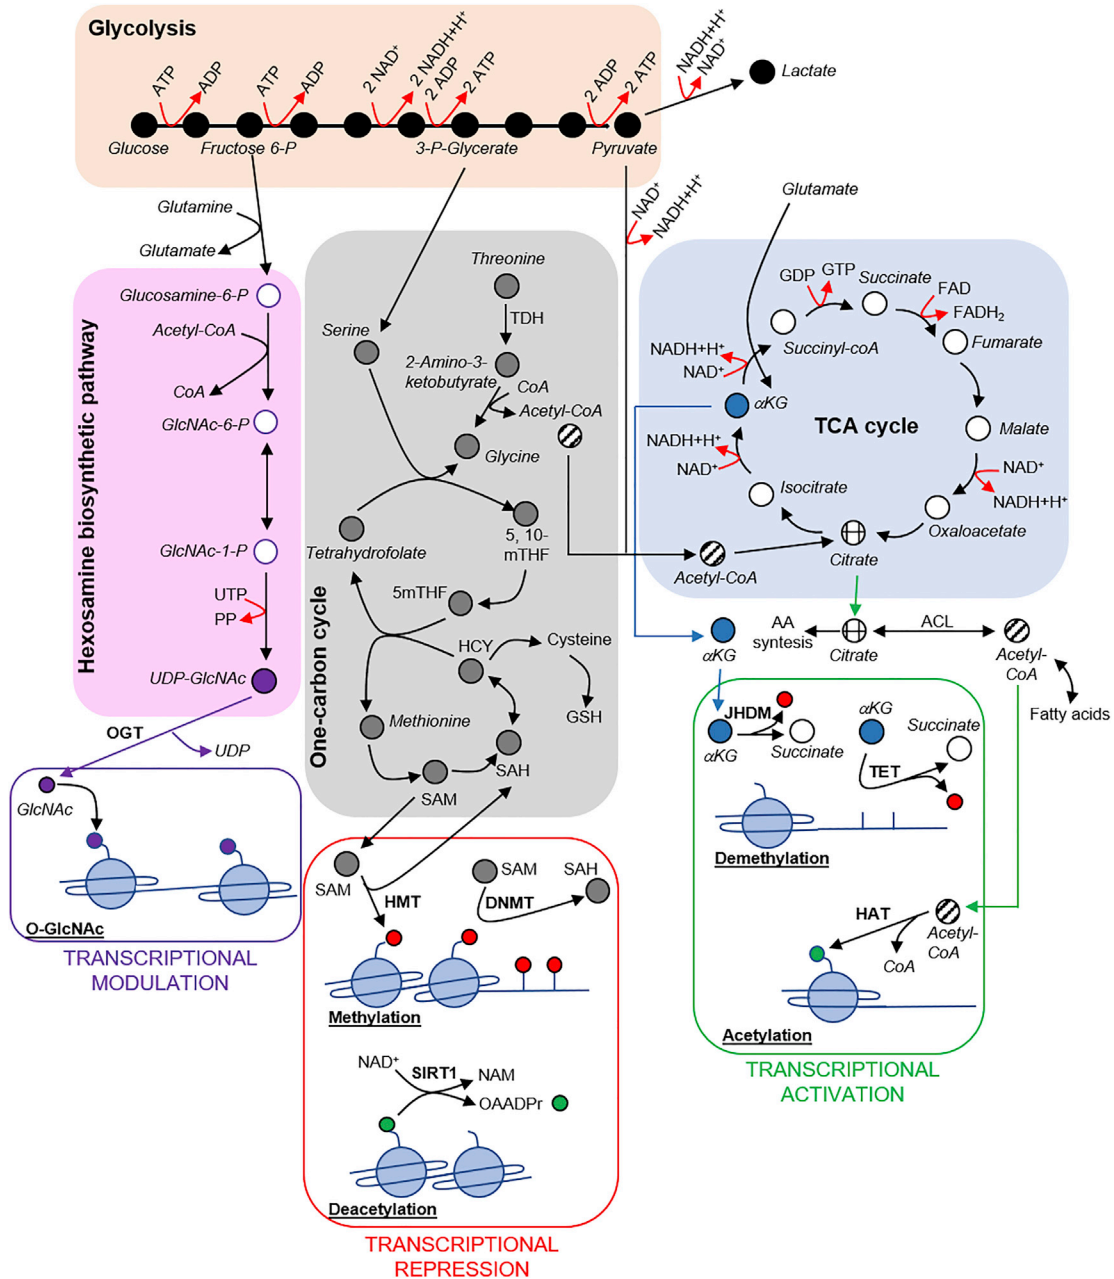 Glycolysis
ATP
ADP
ATP
ADP
2 NAD⁺
2 NADH+H⁺
2 ADP
2 ATP
2 ADP
2 ATP
NADH+H⁺
NAD⁺
Lactate
Glucose
Fructose 6-P
3-P-Glycerate
Pyruvate
NAD⁺
NADH+H⁺
Glutamine
Glutamate
Hexosamine biosynthetic pathway
Glucosamine-6-P
Acetyl-CoA
CoA
GlcNAc-6-P
GlcNAc-1-P
UTP
PP
UDP-GlcNAc
OGT
UDP
GlcNAc
O-GlcNAc
TRANSCRIPTIONAL
MODULATION
One-carbon cycle
Threonine
TDH
Serine
2-Amino-3-
ketobutyrate
CoA
Acetyl-CoA
Glycine
Tetrahydrofolate
5, 10-
mTHF
5mTHF
HCY
Cysteine
GSH
Methionine
SAH
SAM
SAM
HMT
SAM
DNMT
SAH
Methylation
NAD⁺
SIRT1
NAM
OAADPr
Deacetylation
TRANSCRIPTIONAL
REPRESSION
Glutamate
TCA cycle
GDP
GTP
Succinate
FAD
FADH₂
Fumarate
Succinyl-coA
NADH+H⁺
NAD⁺
αKG
Malate
NADH+H⁺
NAD⁺
NAD⁺
NADH+H⁺
Isocitrate
Oxaloacetate
Citrate
Acetyl-CoA
αKG
AA
syntesis
Citrate
ACL
Acetyl-
CoA
Fatty acids
JHDM
αKG
Succinate
αKG
Succinate
TET
Demethylation
HAT
Acetyl-
CoA
CoA
Acetylation
TRANSCRIPTIONAL
ACTIVATION